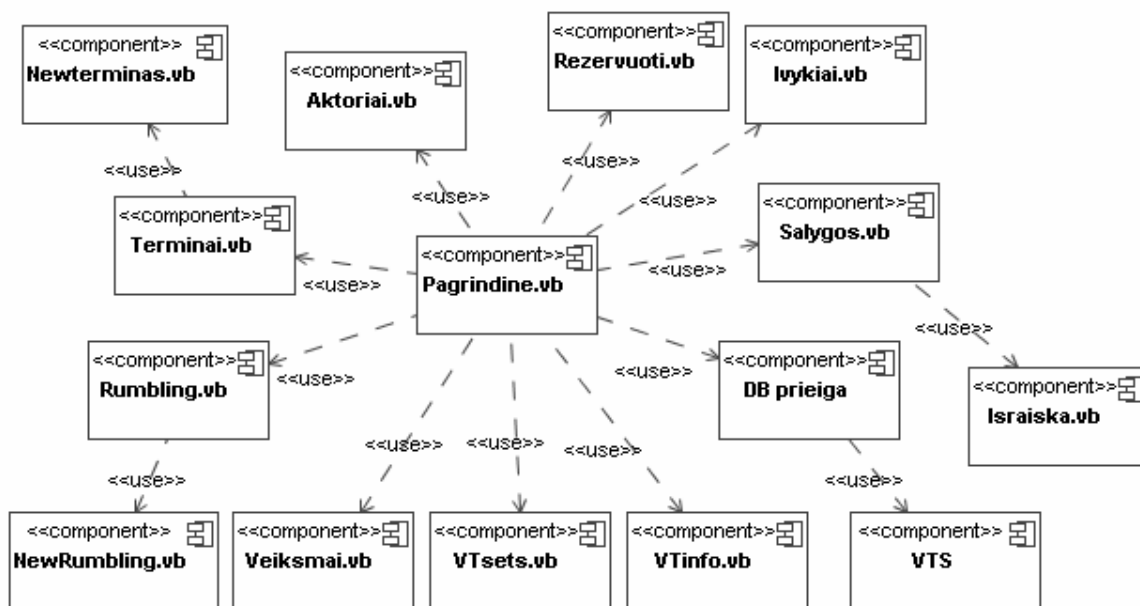 <<component>>
Newterminas.vb
<<component>>
Aktoriai.vb
<<component>>
Rezervuoti.vb
<<component>>
Ivykiai.vb
<<use>>
<<use>>
<<use>>
<<use>>
<<component>>
Terminai.vb
<<component>>
Pagrindine.vb
<<component>>
Salygos.vb
<<use>>
<<use>>
<<use>>
<<component>>
Rumbling.vb
<<use>>
<<use>>
<<component>>
DB prieiga
<<component>>
Israiska.vb
<<use>>
<<use>>
<<use>>
<<use>>
<<use>>
<<component>>
NewRumbling.vb
<<component>>
Veiksmai.vb
<<component>>
VTsets.vb
<<component>>
VTinfo.vb
<<component>>
VTS